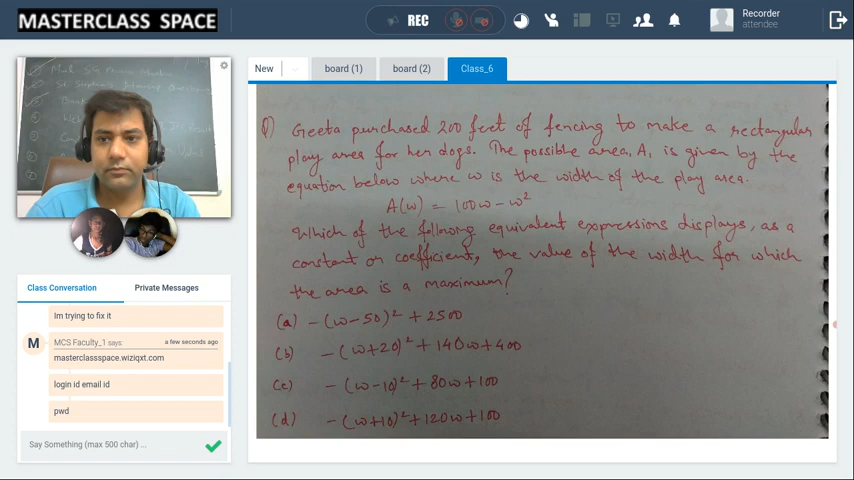 MASTERCLASS SPACE
REC
Recorder
attendee
New
board (1)
board (2)
Class_6
Q) Geeta purchased 200 feet of fencing to make a rectangular
play area for her dogs. The possible area, A, is given by the
equation below where w is the width of the play area.
A(w) = 100w - w²
Which of the following equivalent expressions displays, as a
constant or coefficient, the value of the width for which
the area is a maximum?
(a) -(w-50)² + 2500
(b) -(w+20)² + 140w + 400
(c) -(w-10)² + 80w + 100
(d) -(w+10)² + 120w + 100
Class Conversation
Private Messages
Im trying to fix it
M
MCS Faculty_1 says:
a few seconds ago
masterclassspace.wiziqxt.com
login id email id
pwd
Say Something (max 500 char) ...